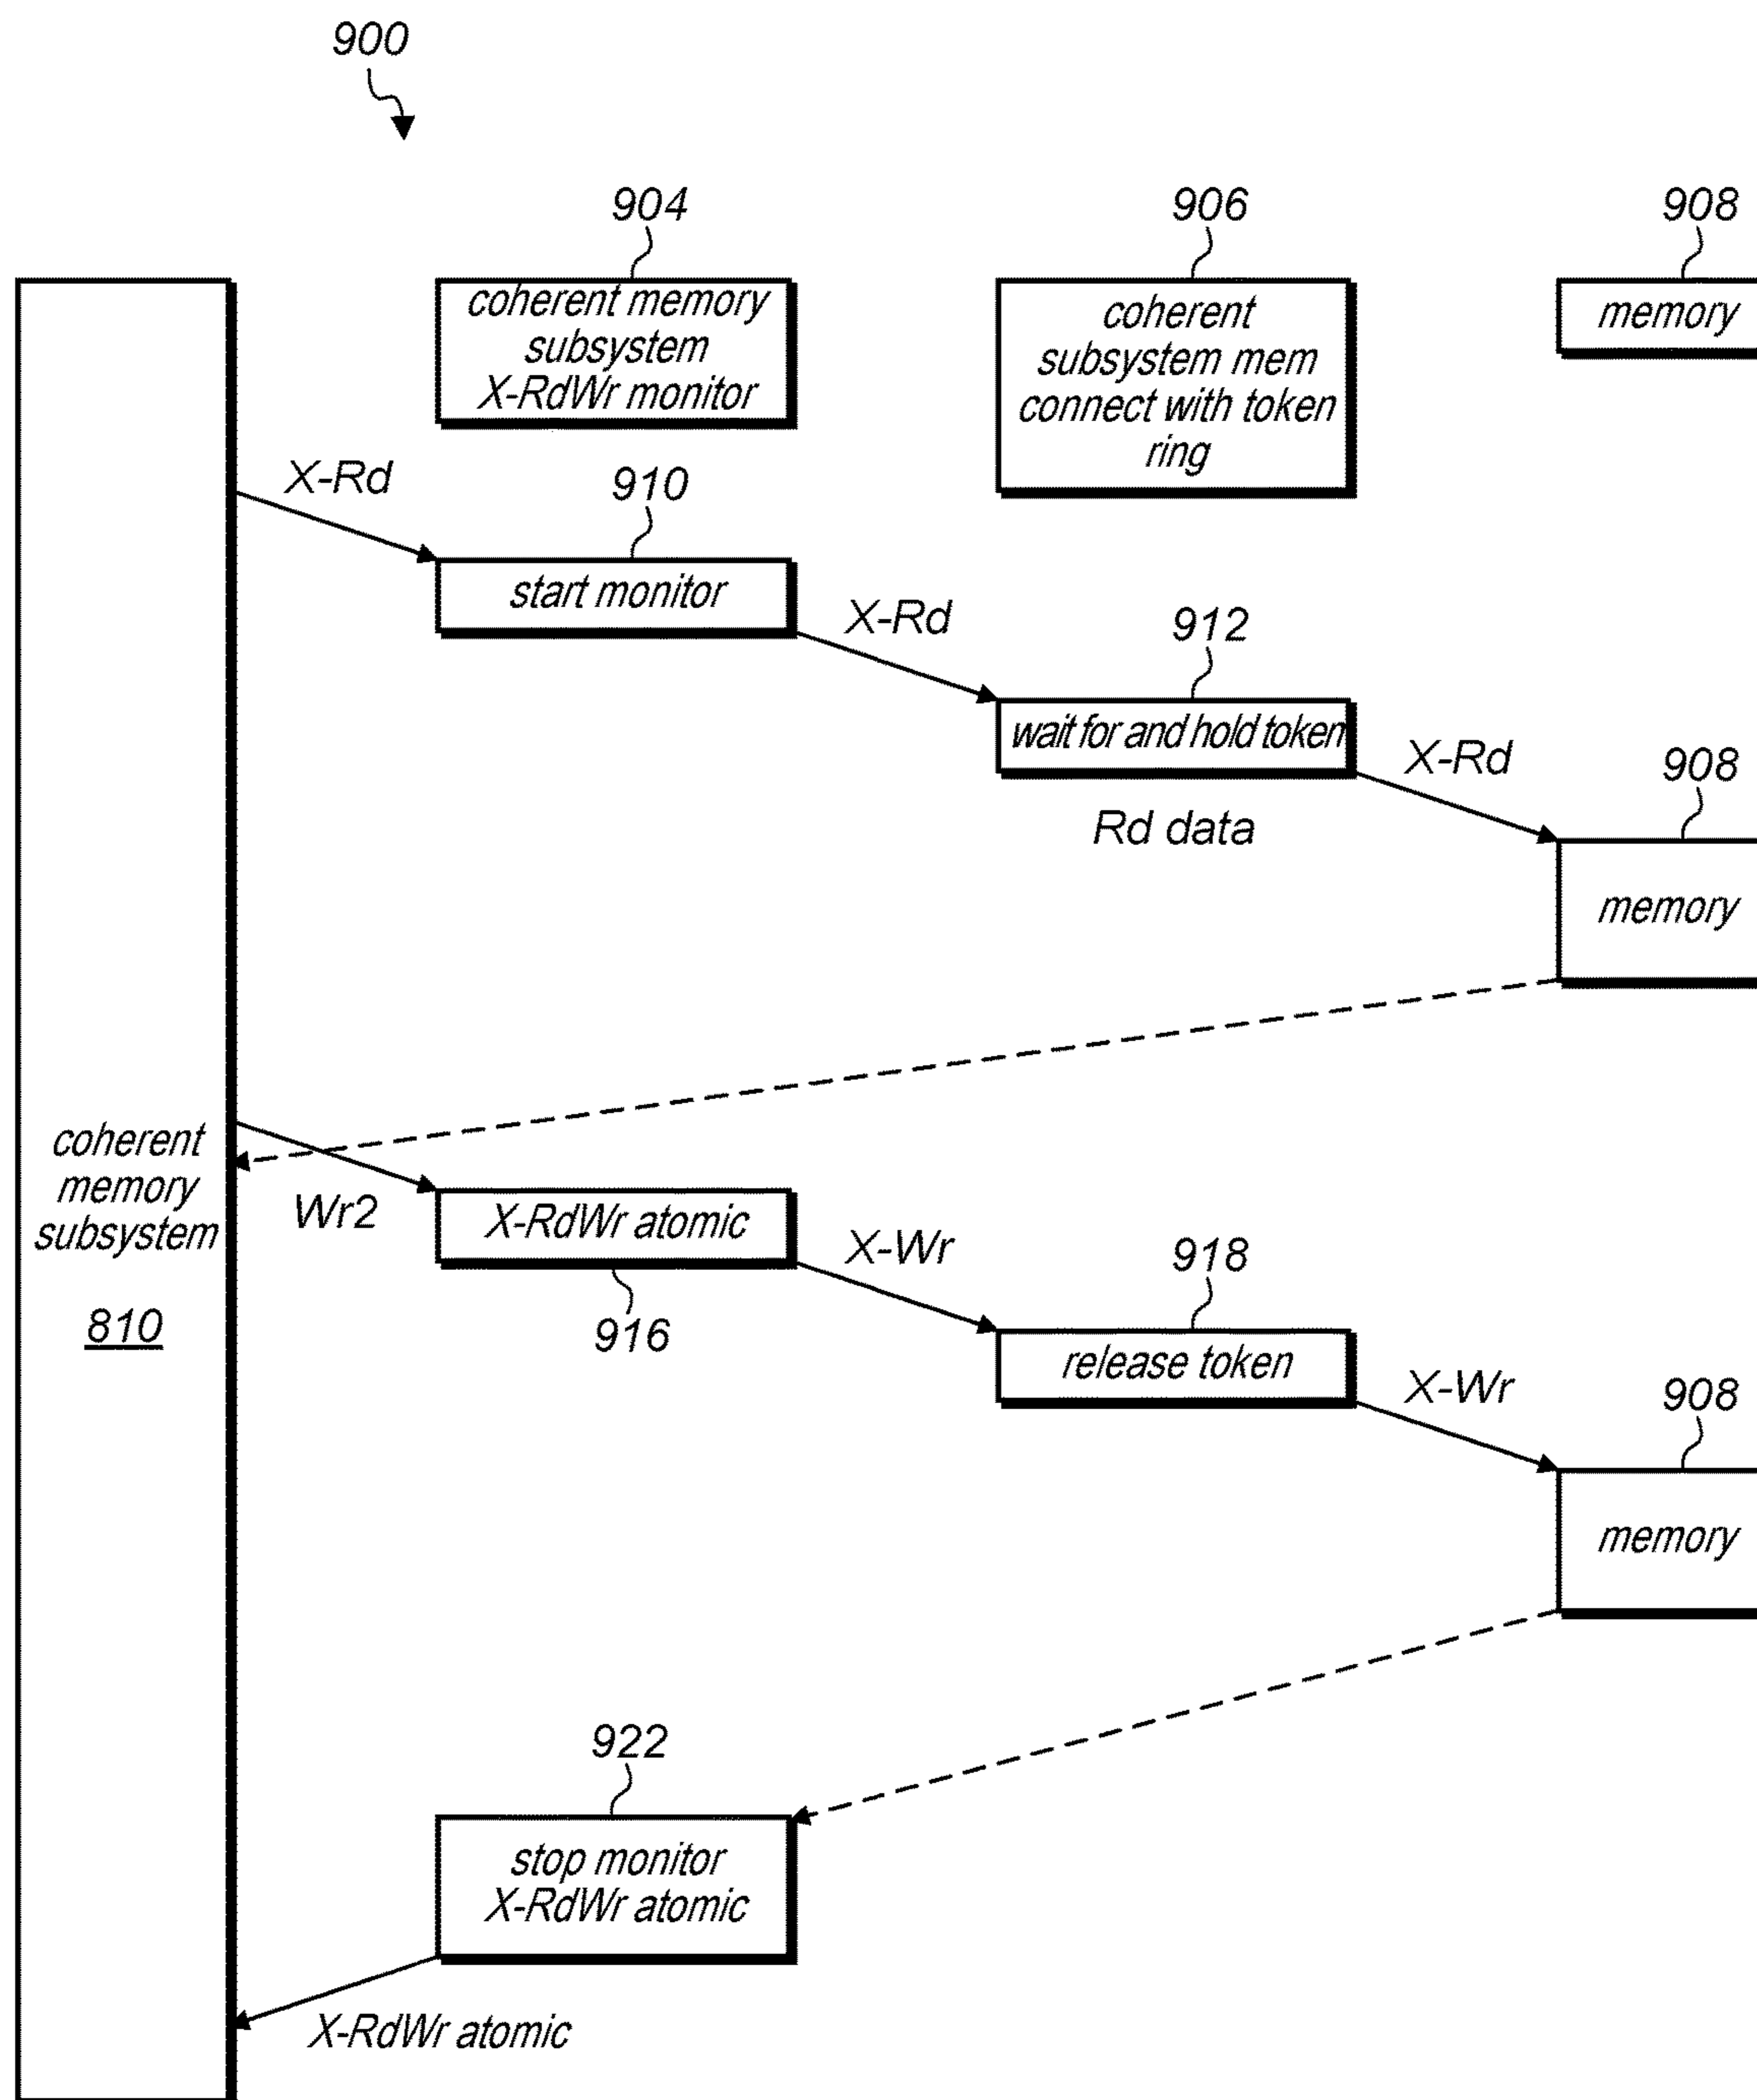 900
904
906
908
coherent memory
subsystem
X-RdWr monitor
coherent
subsystem mem
connect with token
ring
memory
X-Rd
910
start monitor
X-Rd
912
wait for and hold token
X-Rd
908
Rd data
memory
coherent
memory
subsystem
810
Wr2
X-RdWr atomic
916
X-Wr
918
release token
X-Wr
908
memory
922
stop monitor
X-RdWr atomic
X-RdWr atomic